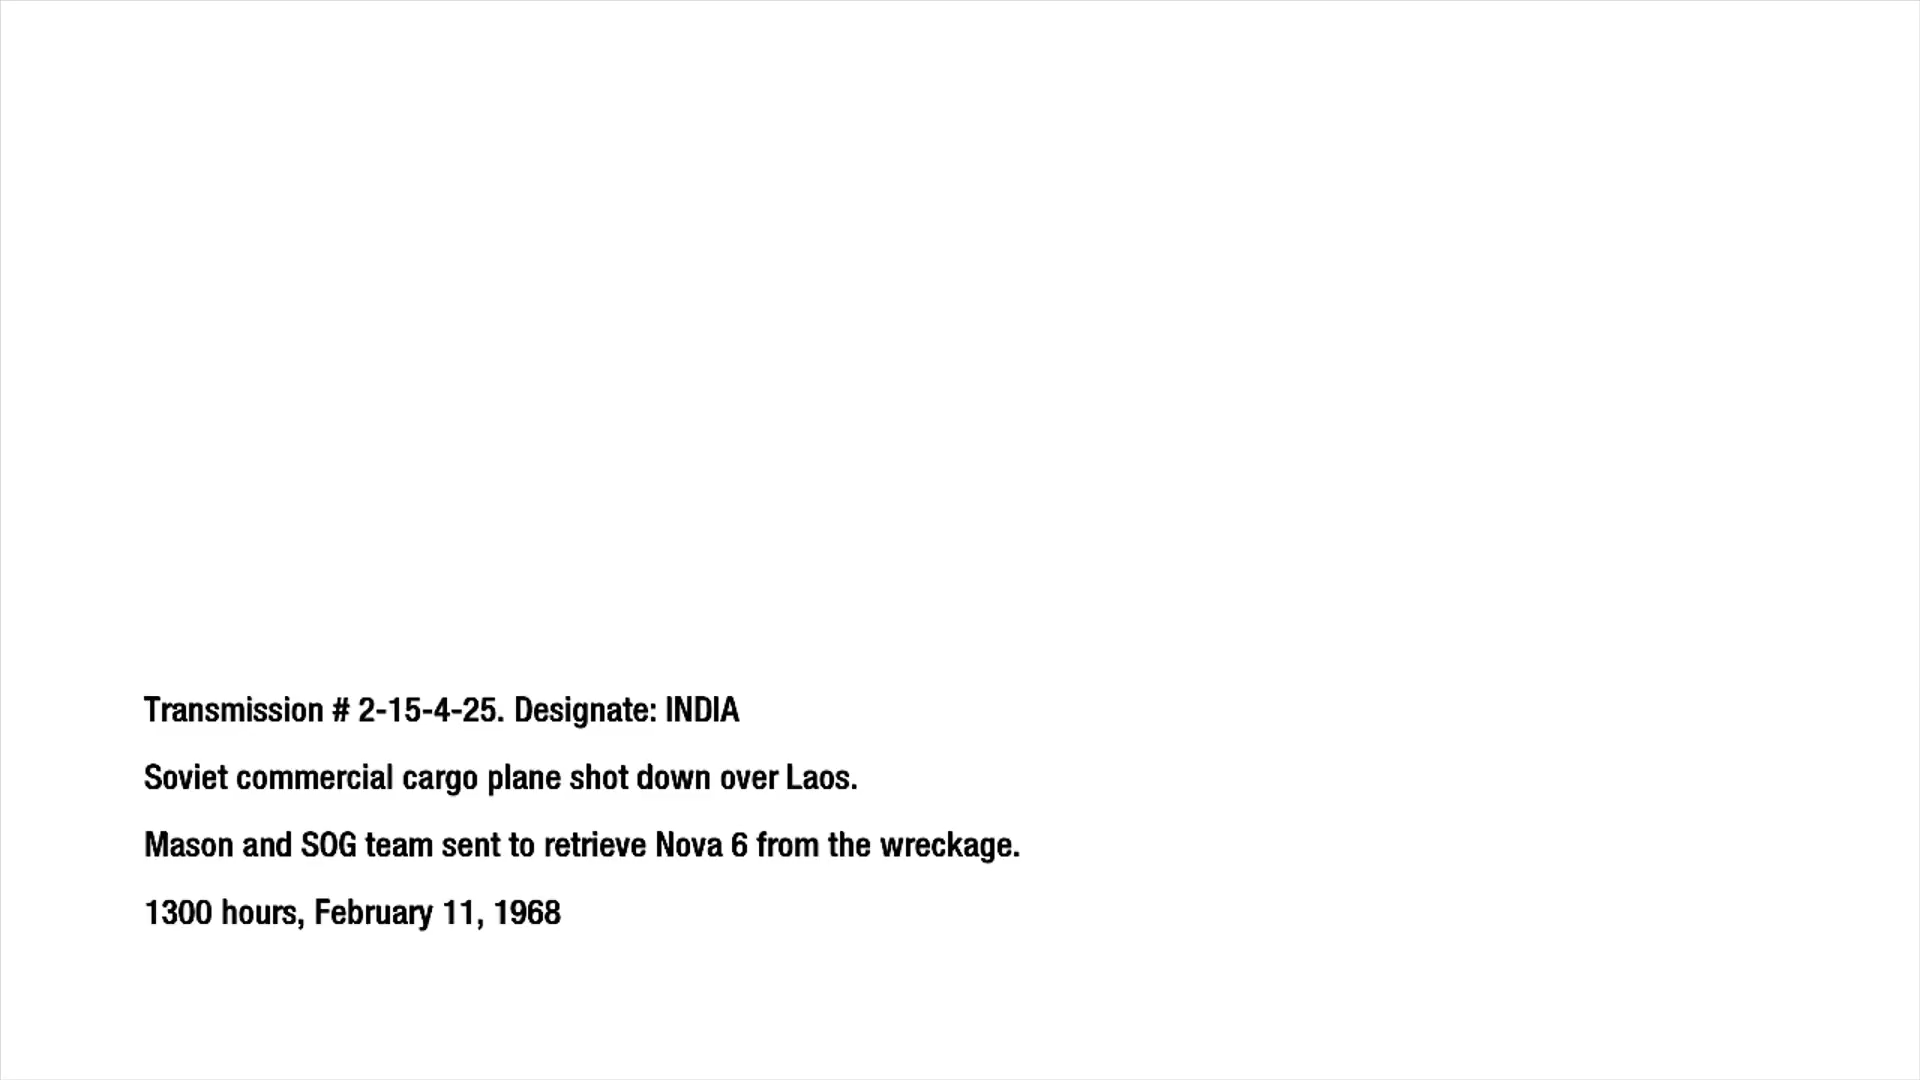 Transmission # 2-15-4-25. Designate: INDIA
Soviet commercial cargo plane shot down over Laos.
Mason and SOG team sent to retrieve Nova 6 from the wreckage.
1300 hours, February 11, 1968